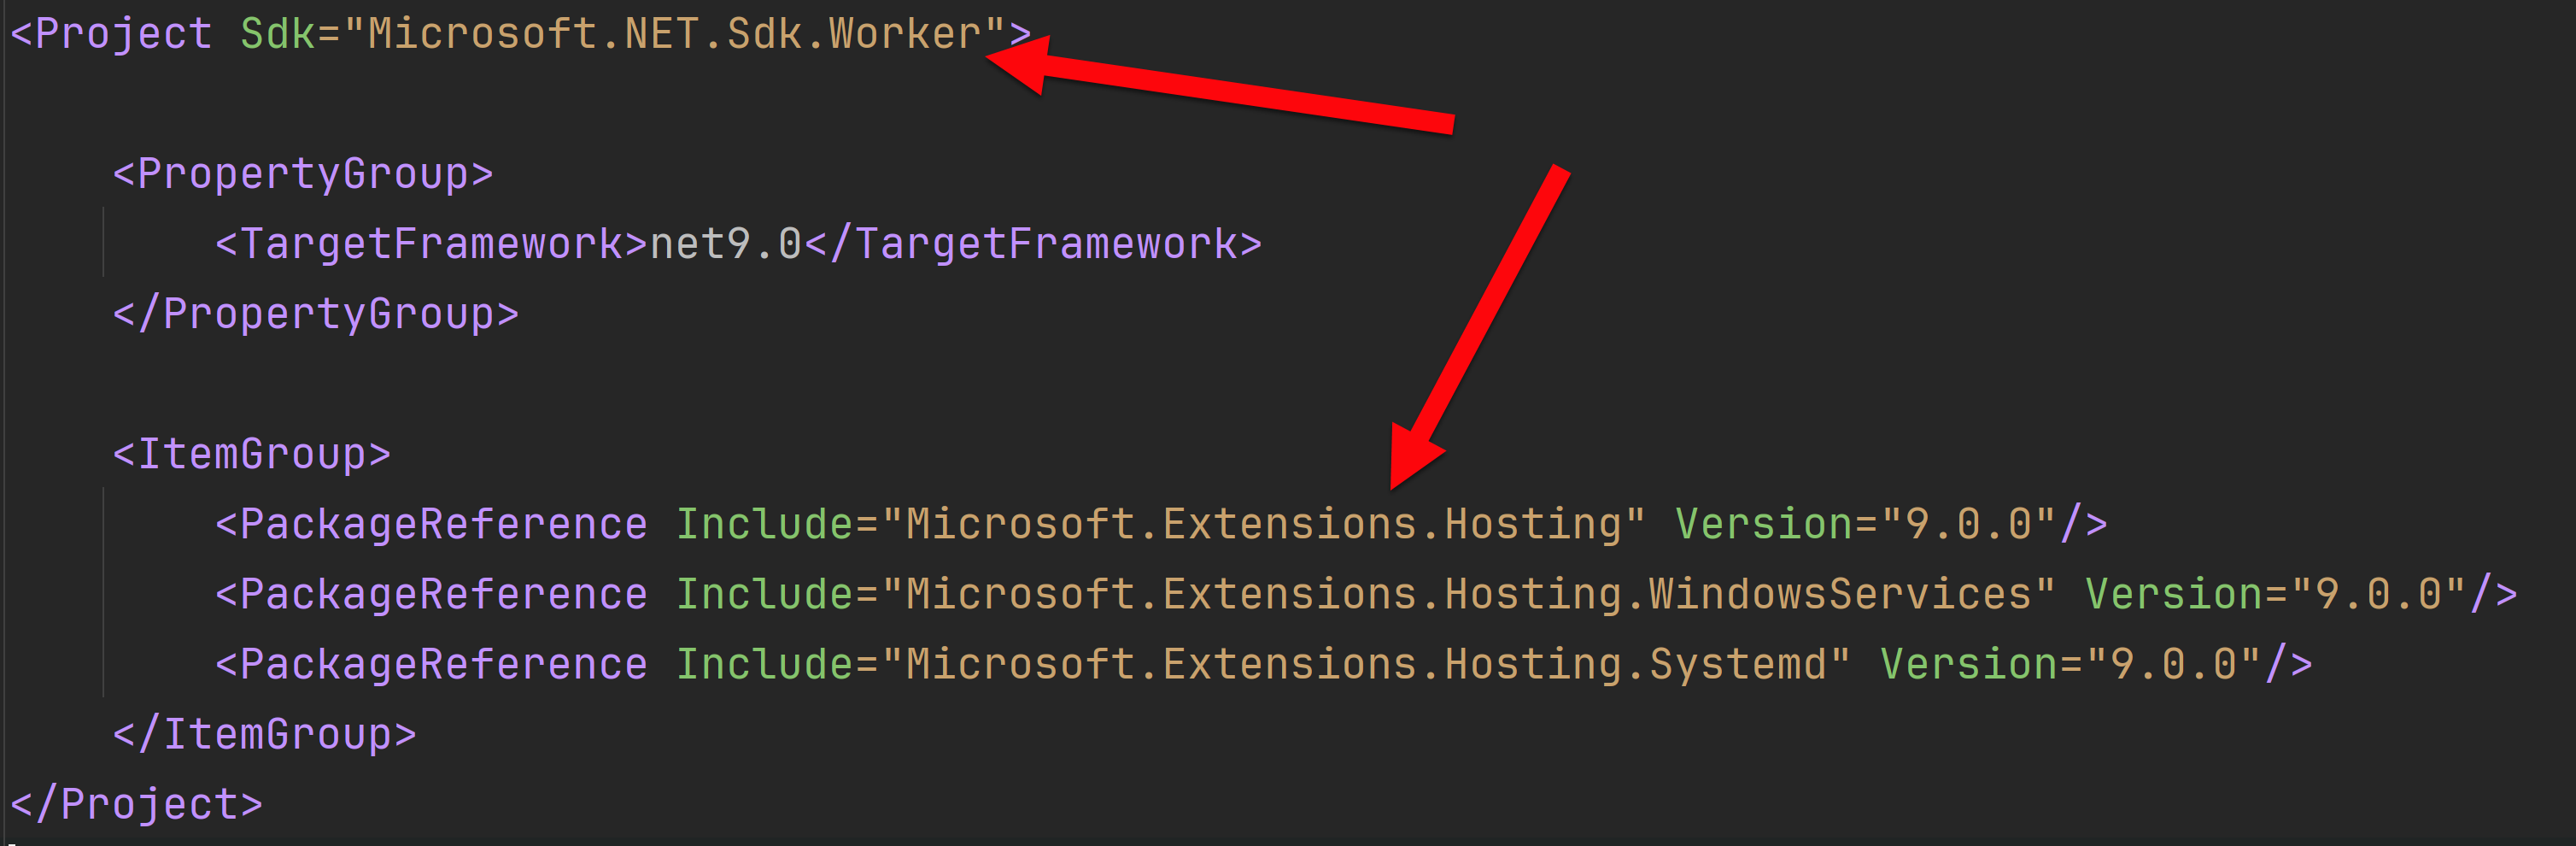 <Project Sdk="Microsoft.NET.Sdk.Worker">
<PropertyGroup>
<TargetFramework>net9.0</TargetFramework>
</PropertyGroup>
<ItemGroup>
<PackageReference Include="Microsoft.Extensions.Hosting" Version="9.0.0"/>
<PackageReference Include="Microsoft.Extensions.Hosting.WindowsServices" Version="9.0.0"/>
<PackageReference Include="Microsoft.Extensions.Hosting.Systemd" Version="9.0.0"/>
</ItemGroup>
</Project>